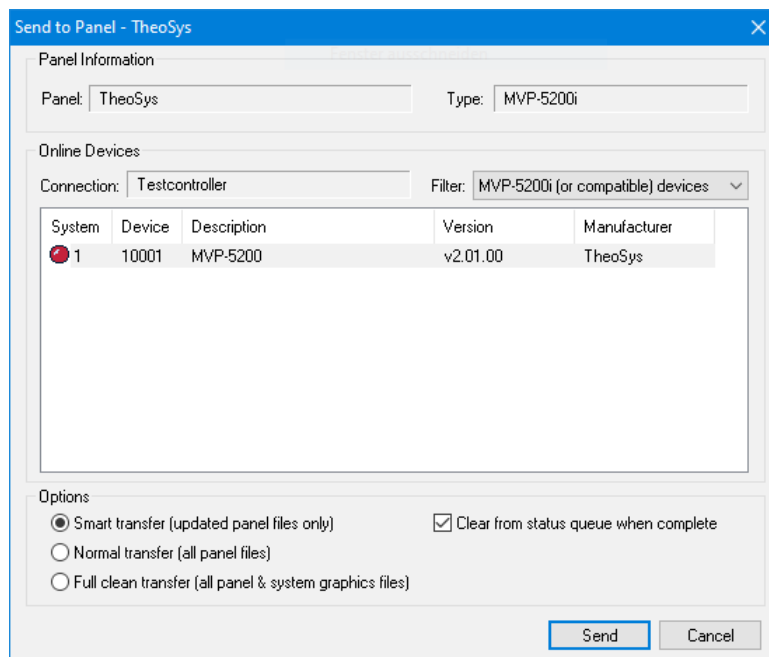 Send to Panel - TheoSys
Fenster ausschneiden
Panel Information
Panel: TheoSys Type: MVP-5200i
Online Devices
Connection: Testcontroller Filter: MVP-5200i (or compatible) devices
System Device Description Version Manufacturer
1 10001 MVP-5200 v2.01.00 TheoSys
Options
Smart transfer (updated panel files only) Clear from status queue when complete
Normal transfer (all panel files)
Full clean transfer (all panel & system graphics files)
Send Cancel